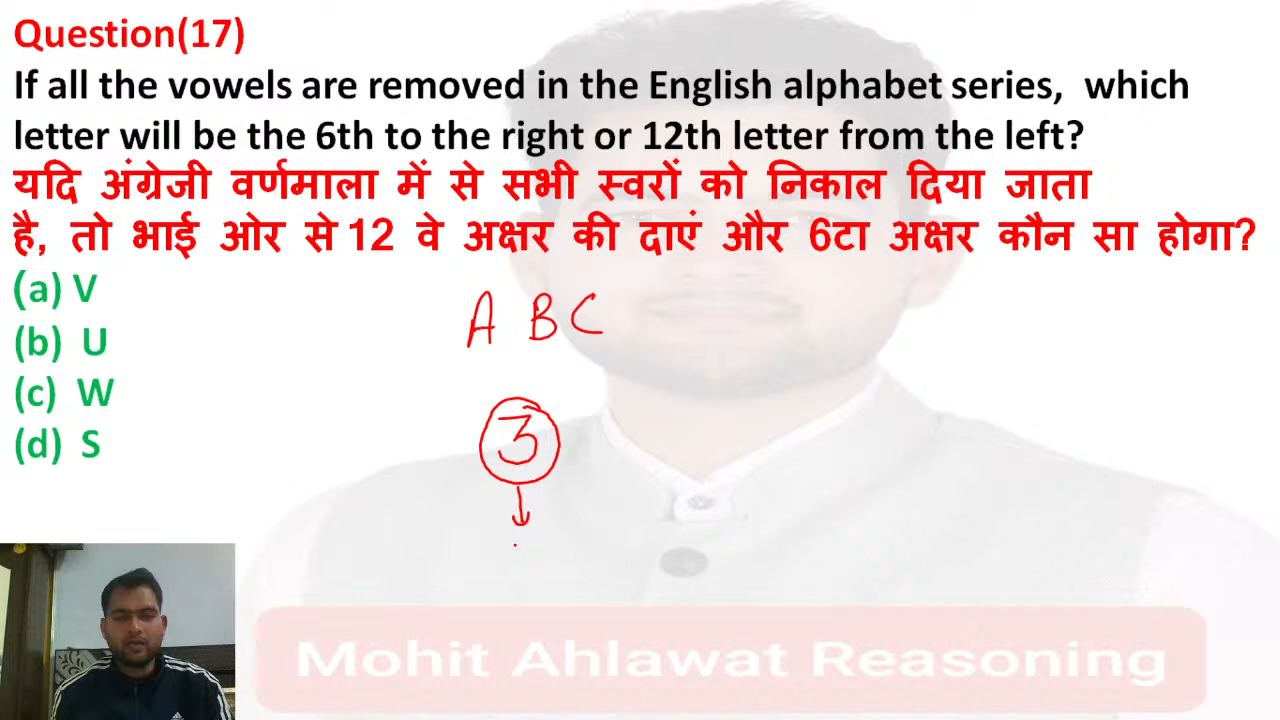 Question(17)
If all the vowels are removed in the English alphabet series, which
letter will be the 6th to the right or 12th letter from the left?
यदि अंग्रेजी वर्णमाला में से सभी स्वरों को निकाल दिया जाता
है, तो भाई ओर से 12 वे अक्षर की दाएं और 6टा अक्षर कौन सा होगा?
(a) V
(b) U
(c) W
(d) S
A B C
3
Mohit Ahlawat Reasoning